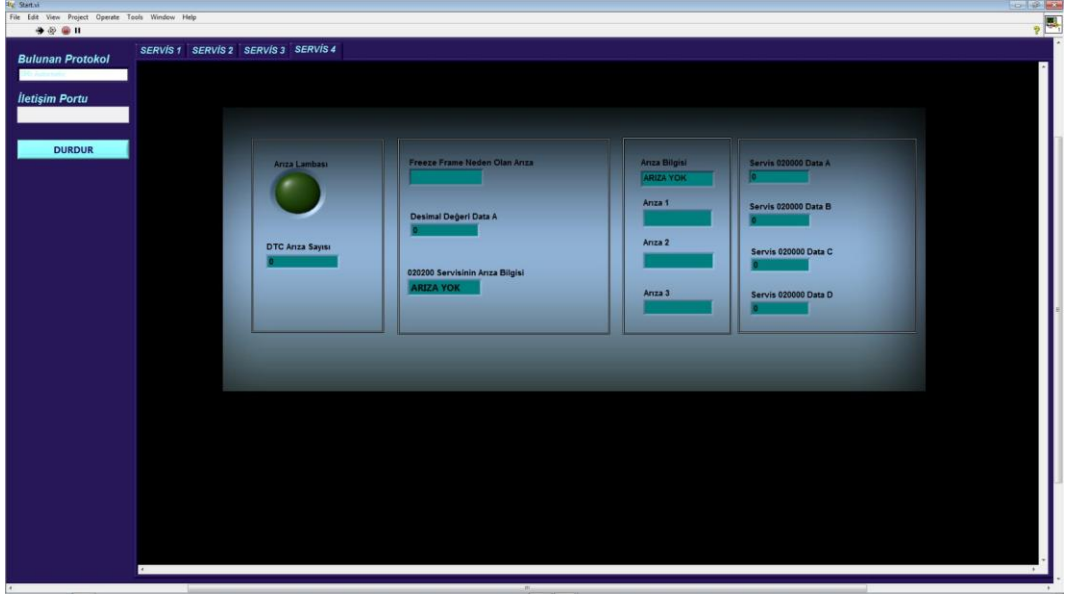 Start.vi
File Edit View Project Operate Tools Window Help
SERVİS 1 SERVİS 2 SERVİS 3 SERVİS 4
Bulunan Protokol
İletişim Portu
DURDUR
Arıza Lambası
DTC Arıza Sayısı
0
Freeze Frame Neden Olan Arıza
Desimal Değeri Data A
0
020200 Servisinin Arıza Bilgisi
ARIZA YOK
Arıza Bilgisi
ARIZA YOK
Arıza 1
Arıza 2
Arıza 3
Servis 020000 Data A
0
Servis 020000 Data B
0
Servis 020000 Data C
0
Servis 020000 Data D
0